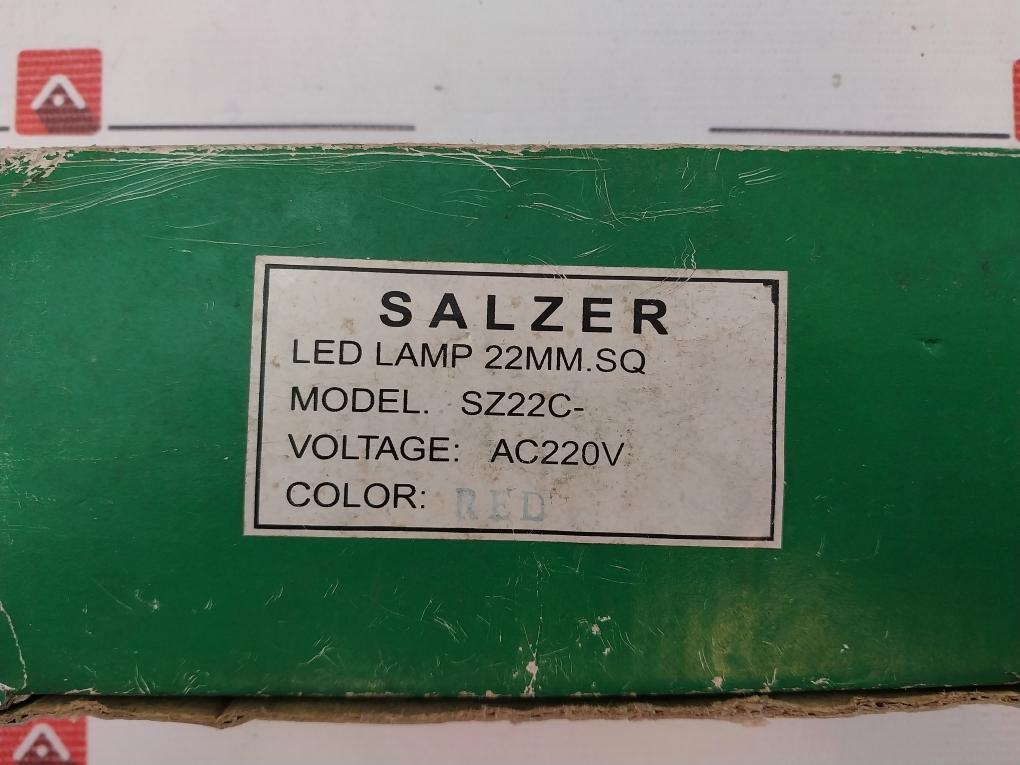 SALZER
LED LAMP 22MM.SQ
MODEL. SZ22C-
VOLTAGE: AC220V
COLOR: RED